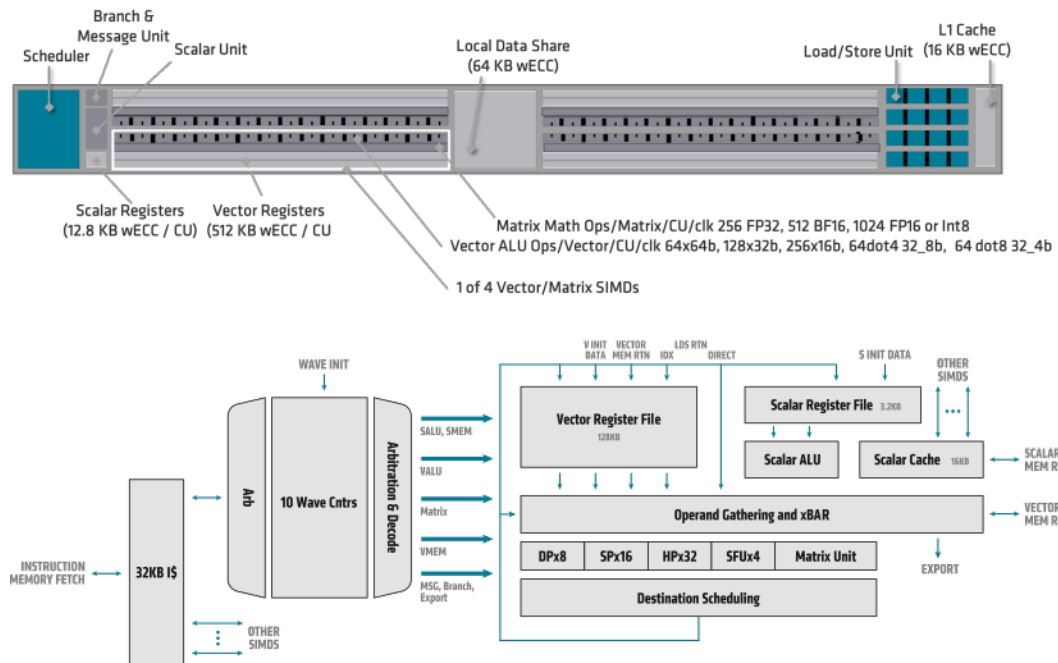 Branch &
Message Unit
Scheduler
Scalar Unit
Local Data Share
(64 KB wECC)
L1 Cache
(16 KB wECC)
Load/Store Unit
Scalar Registers
(12.8 KB wECC / CU)
Vector Registers
(512 KB wECC / CU
Matrix Math Ops/Matrix/CU/clk 256 FP32, 512 BF16, 1024 FP16 or Int8
Vector ALU Ops/Vector/CU/clk 64x64b, 128x32b, 256x16b, 64dot4 32_8b, 64 dot8 32_4b
1 of 4 Vector/Matrix SIMDs
WAVE INIT
V INIT
DATA
VECTOR
MEM RTN
LDS RTN
IDX
DIRECT
S INIT DATA
OTHER
SIMDS
Arb
10 Wave Cntrs
Arbitration & Decode
SALU, SMEM
VALU
Matrix
VMEM
MSG, Branch,
Export
Vector Register File
128KB
Scalar Register File 3.2KB
Scalar ALU
Scalar Cache 16KB
SCALAR
MEM R
Operand Gathering and xBAR
VECTOR
MEM R
DPx8
SPx16
HPx32
SFUx4
Matrix Unit
EXPORT
Destination Scheduling
INSTRUCTION
MEMORY FETCH
32KB I$
OTHER
SIMDS